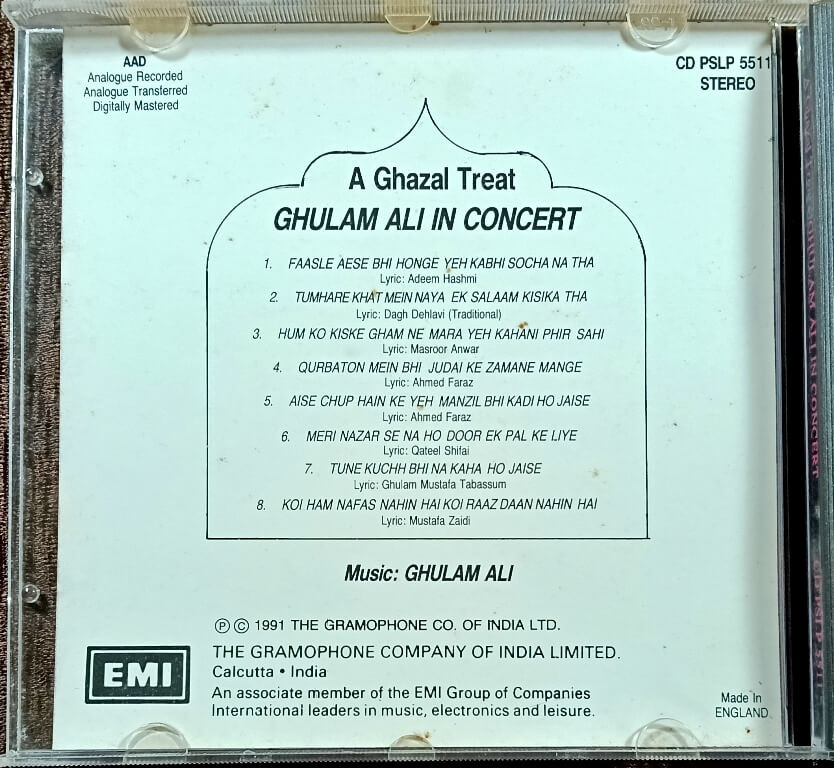 AAD
Analogue Recorded
Analogue Transferred
Digitally Mastered
CD PSLP 5511
STEREO
A Ghazal Treat
GHULAM ALI IN CONCERT
1. FAASLE AESE BHI HONGE YEH KABHI SOCHA NA THA
Lyric: Adeem Hashmi
2. TUMHARE KHAT MEIN NAYA EK SALAAM KISIKA THA
Lyric: Dagh Dehlavi (Traditional)
3. HUM KO KISKE GHAM NE MARA YEH KAHANI PHIR SAHI
Lyric: Masroor Anwar
4. QURBATON MEIN BHI JUDAI KE ZAMANE MANGE
Lyric: Ahmed Faraz
5. AISE CHUP HAIN KE YEH MANZIL BHI KADI HO JAISE
Lyric: Ahmed Faraz
6. MERI NAZAR SE NA HO DOOR EK PAL KE LIYE
Lyric: Qateel Shifai
7. TUNE KUCHH BHI NA KAHA HO JAISE
Lyric: Ghulam Mustafa Tabassum
8. KOI HAM NAFAS NAHIN HAI KOI RAAZ DAAN NAHIN HAI
Lyric: Mustafa Zaidi
Music: GHULAM ALI
Ⓟ Ⓒ 1991 THE GRAMOPHONE CO. OF INDIA LTD.
EMI
THE GRAMOPHONE COMPANY OF INDIA LIMITED.
Calcutta • India
An associate member of the EMI Group of Companies
International leaders in music, electronics and leisure.
Made In
ENGLAND
GHULAM ALI IN CONCERT
CD PSLP 5511